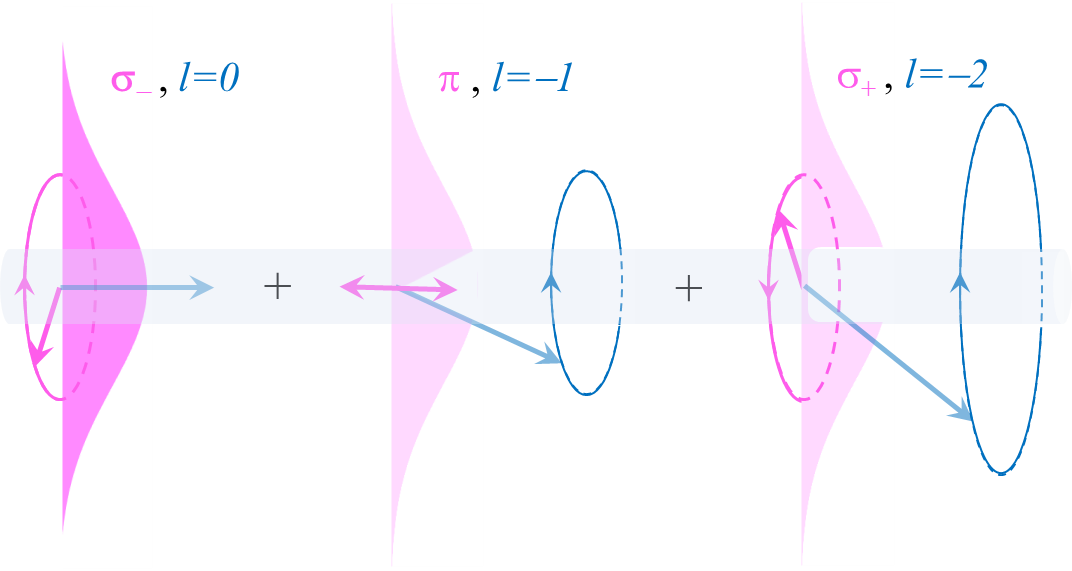 σ₋, l=0
π, l=−1
σ₊, l=−2
+
+